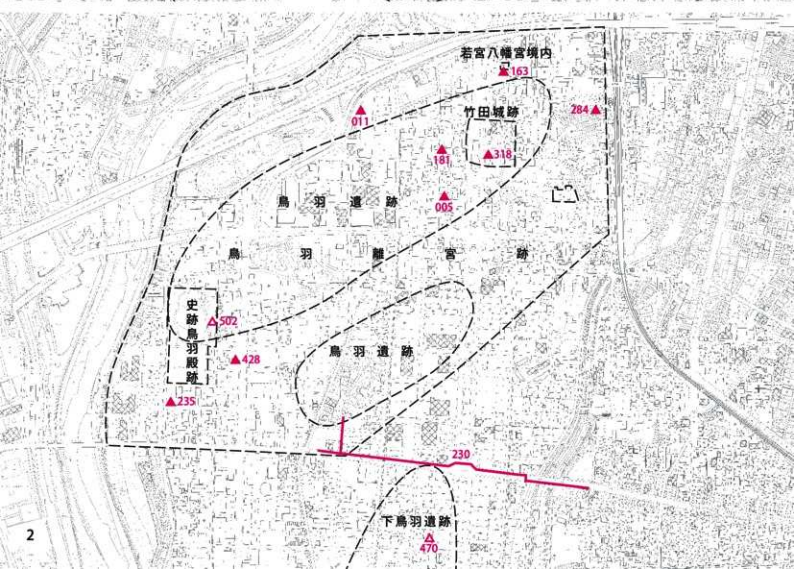 若宮八幡宮境内
163
284
011
竹田城跡
181
318
005
鳥羽遺跡
鳥羽離宮跡
史跡鳥羽殿跡
502
鳥羽遺跡
428
235
230
下鳥羽遺跡
470
2